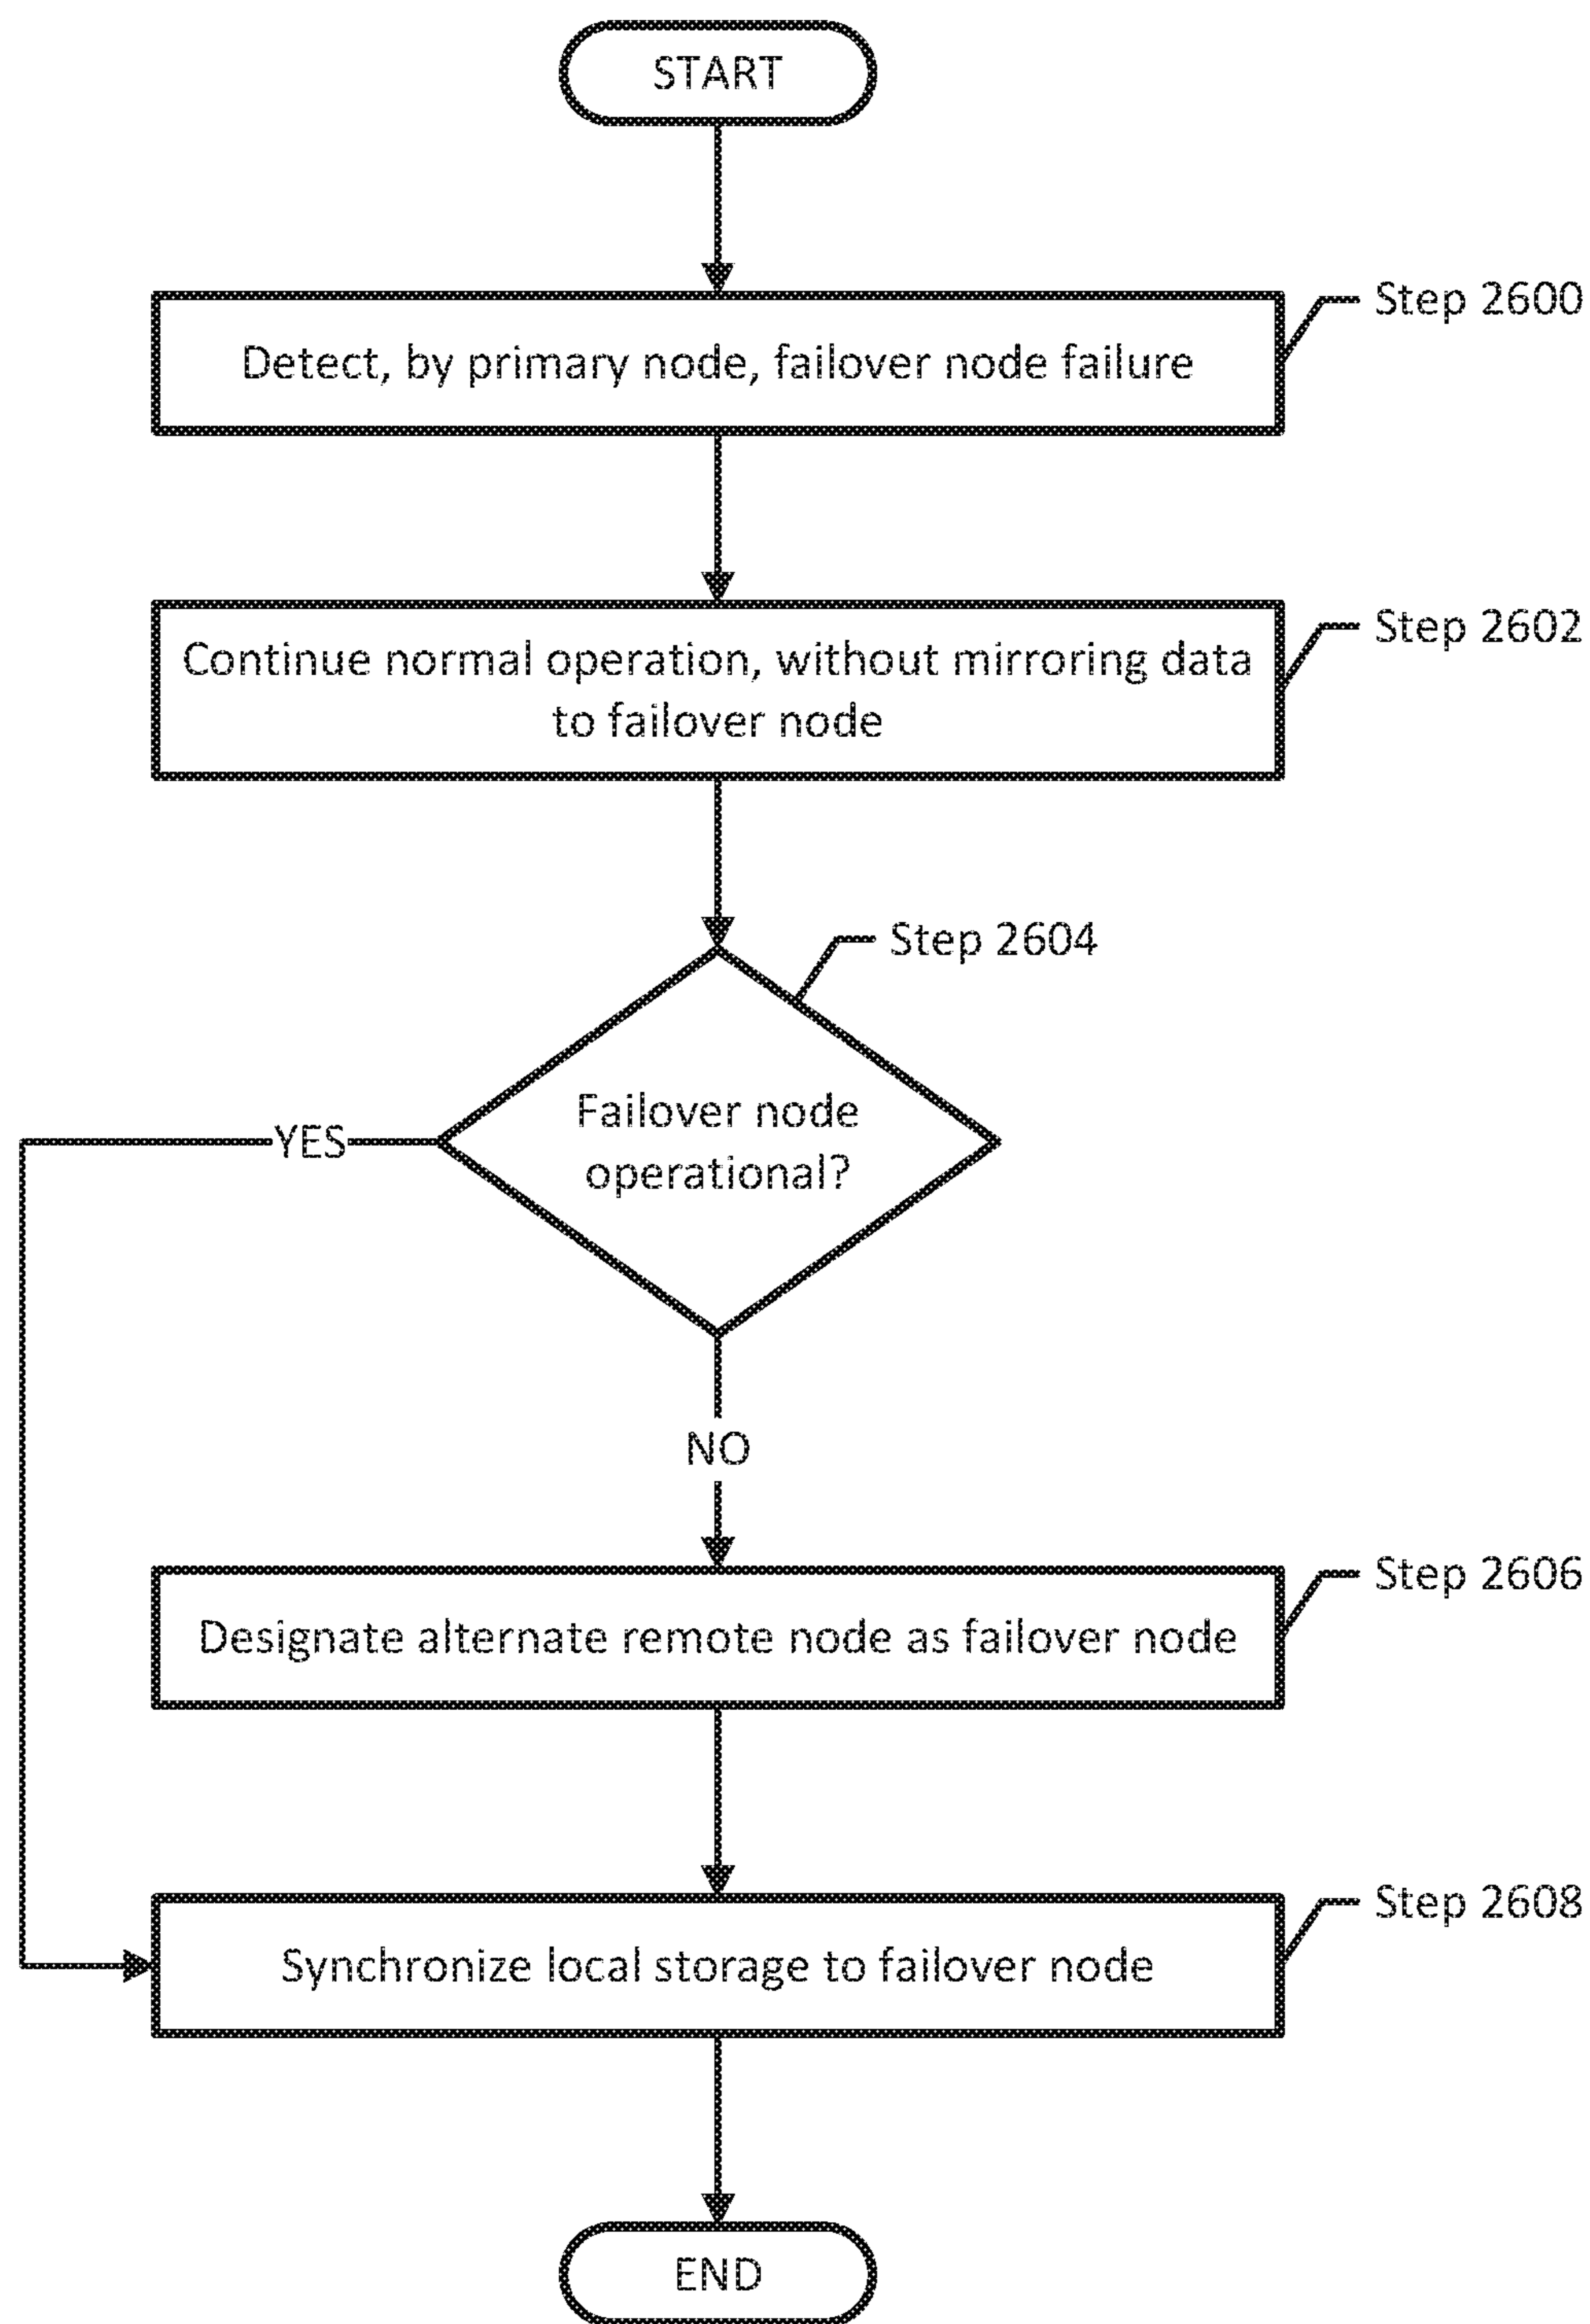 START
Step 2600
Detect, by primary node, failover node failure
Step 2602
Continue normal operation, without mirroring data
to failover node
Step 2604
Failover node
operational?
YES
NO
Step 2606
Designate alternate remote node as failover node
Step 2608
Synchronize local storage to failover node
END